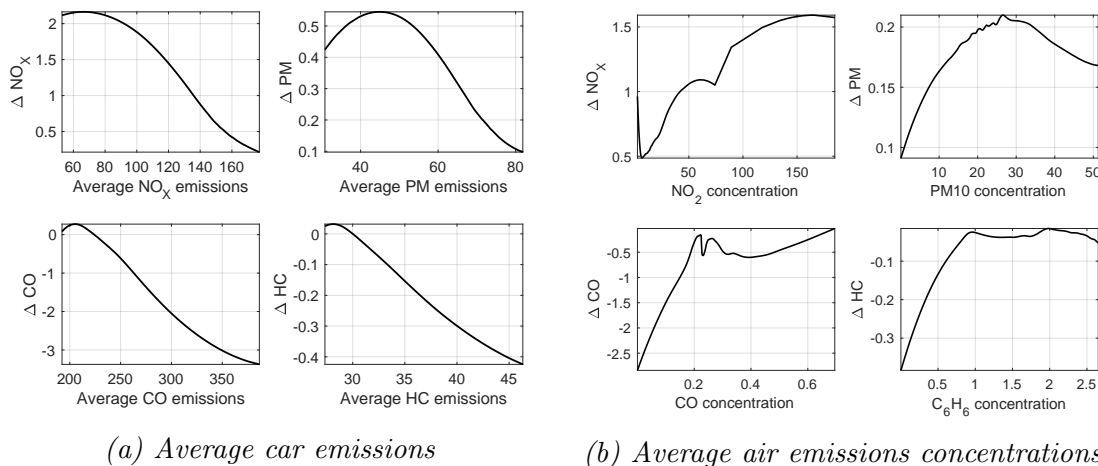 2
1.5
1
0.5
60 80 100 120 140 160
Average NOX emissions
Δ NOX
0.5
0.4
0.3
0.2
0.1
40 60 80
Average PM emissions
Δ PM
0
-1
-2
-3
200 250 300 350
Average CO emissions
Δ CO
0
-0.1
-0.2
-0.3
-0.4
30 35 40 45
Average HC emissions
Δ HC
(a) Average car emissions
1.5
1
0.5
50 100 150
NO2 concentration
Δ NOX
0.2
0.15
0.1
10 20 30 40 50
PM10 concentration
Δ PM
-0.5
-1
-1.5
-2
-2.5
0.2 0.4 0.6
CO concentration
Δ CO
-0.1
-0.2
-0.3
0.5 1 1.5 2 2.5
C6H6 concentration
Δ HC
(b) Average air emissions concentrations